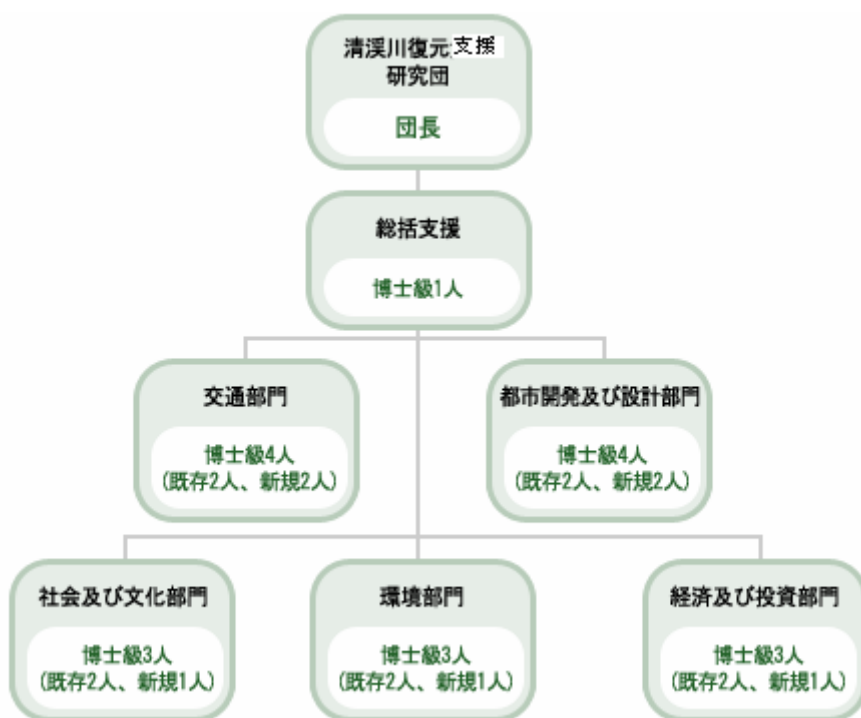 清渓川復元支援
研究団
団長
総括支援
博士級1人
交通部門
博士級4人
(既存2人、新規2人)
都市開発及び設計部門
博士級4人
(既存2人、新規2人)
社会及び文化部門
博士級3人
(既存2人、新規1人)
環境部門
博士級3人
(既存2人、新規1人)
経済及び投資部門
博士級3人
(既存2人、新規1人)